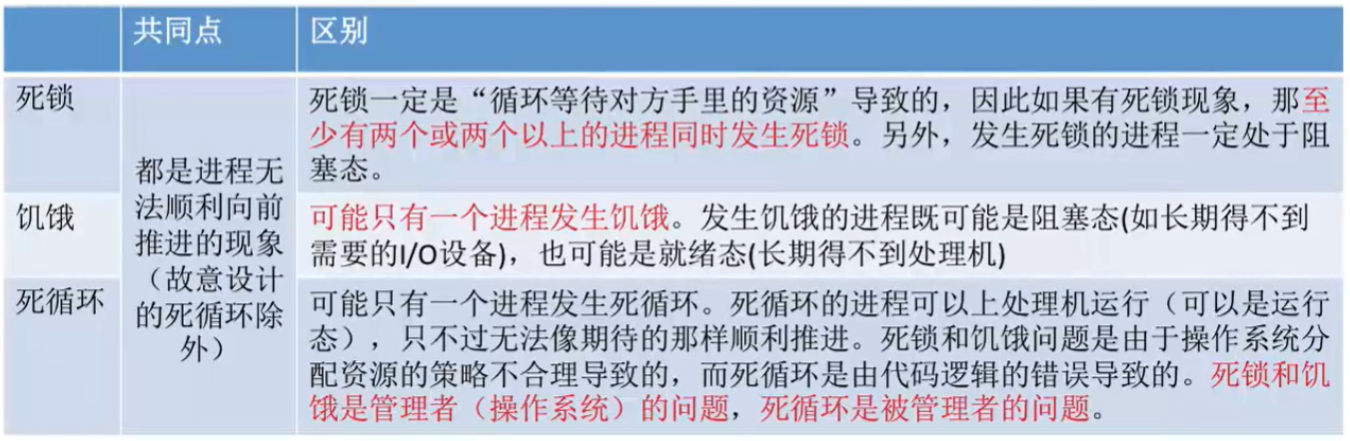 共同点
区别
死锁
都是进程无
法顺利向前
推进的现象
（故意设计
的死循环除
外）
死锁一定是“循环等待对方手里的资源”导致的，因此如果有死锁现象，那至
少有两个或两个以上的进程同时发生死锁。另外，发生死锁的进程一定处于阻
塞态。
饥饿
可能只有一个进程发生饥饿。发生饥饿的进程既可能是阻塞态(如长期得不到
需要的I/O设备)，也可能是就绪态(长期得不到处理机)
死循环
可能只有一个进程发生死循环。死循环的进程可以上处理机运行（可以是运行
态），只不过无法像期待的那样顺利推进。死锁和饥饿问题是由于操作系统分
配资源的策略不合理导致的，而死循环是由代码逻辑的错误导致的。死锁和饥
饿是管理者（操作系统）的问题，死循环是被管理者的问题。